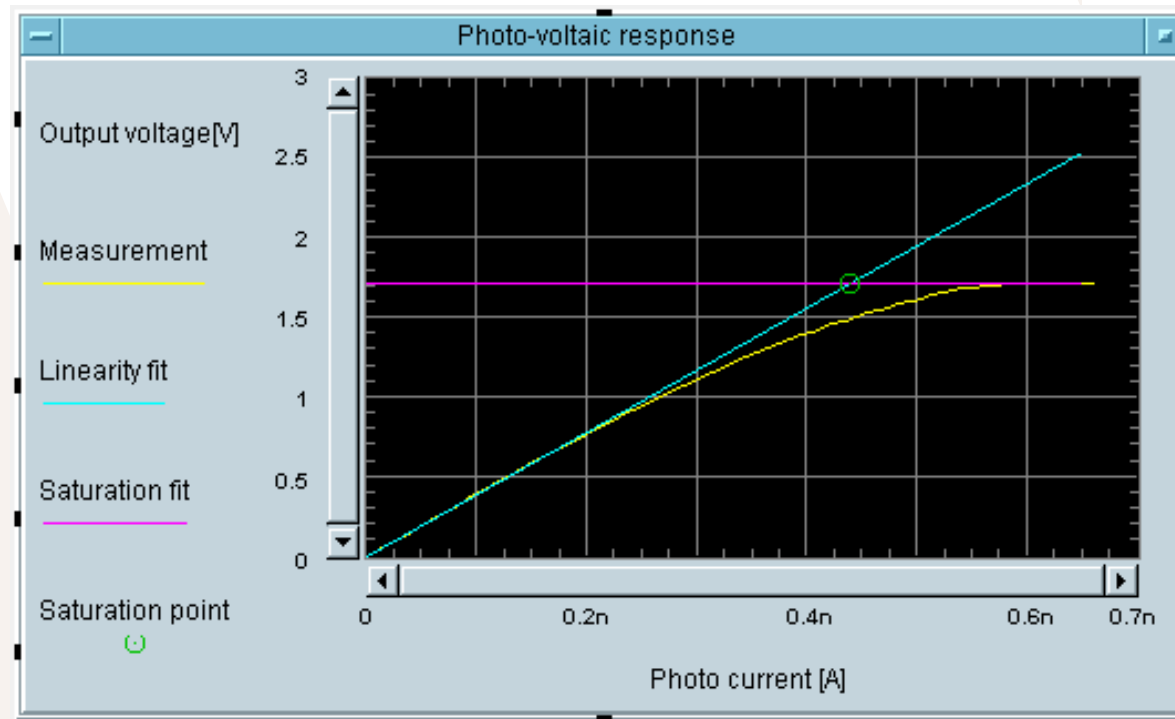 Photo-voltaic response
Output voltage[V]
Measurement
Linearity fit
Saturation fit
Saturation point
3
2.5
2
1.5
1
0.5
0
0 0.2n 0.4n 0.6n 0.7n
Photo current [A]